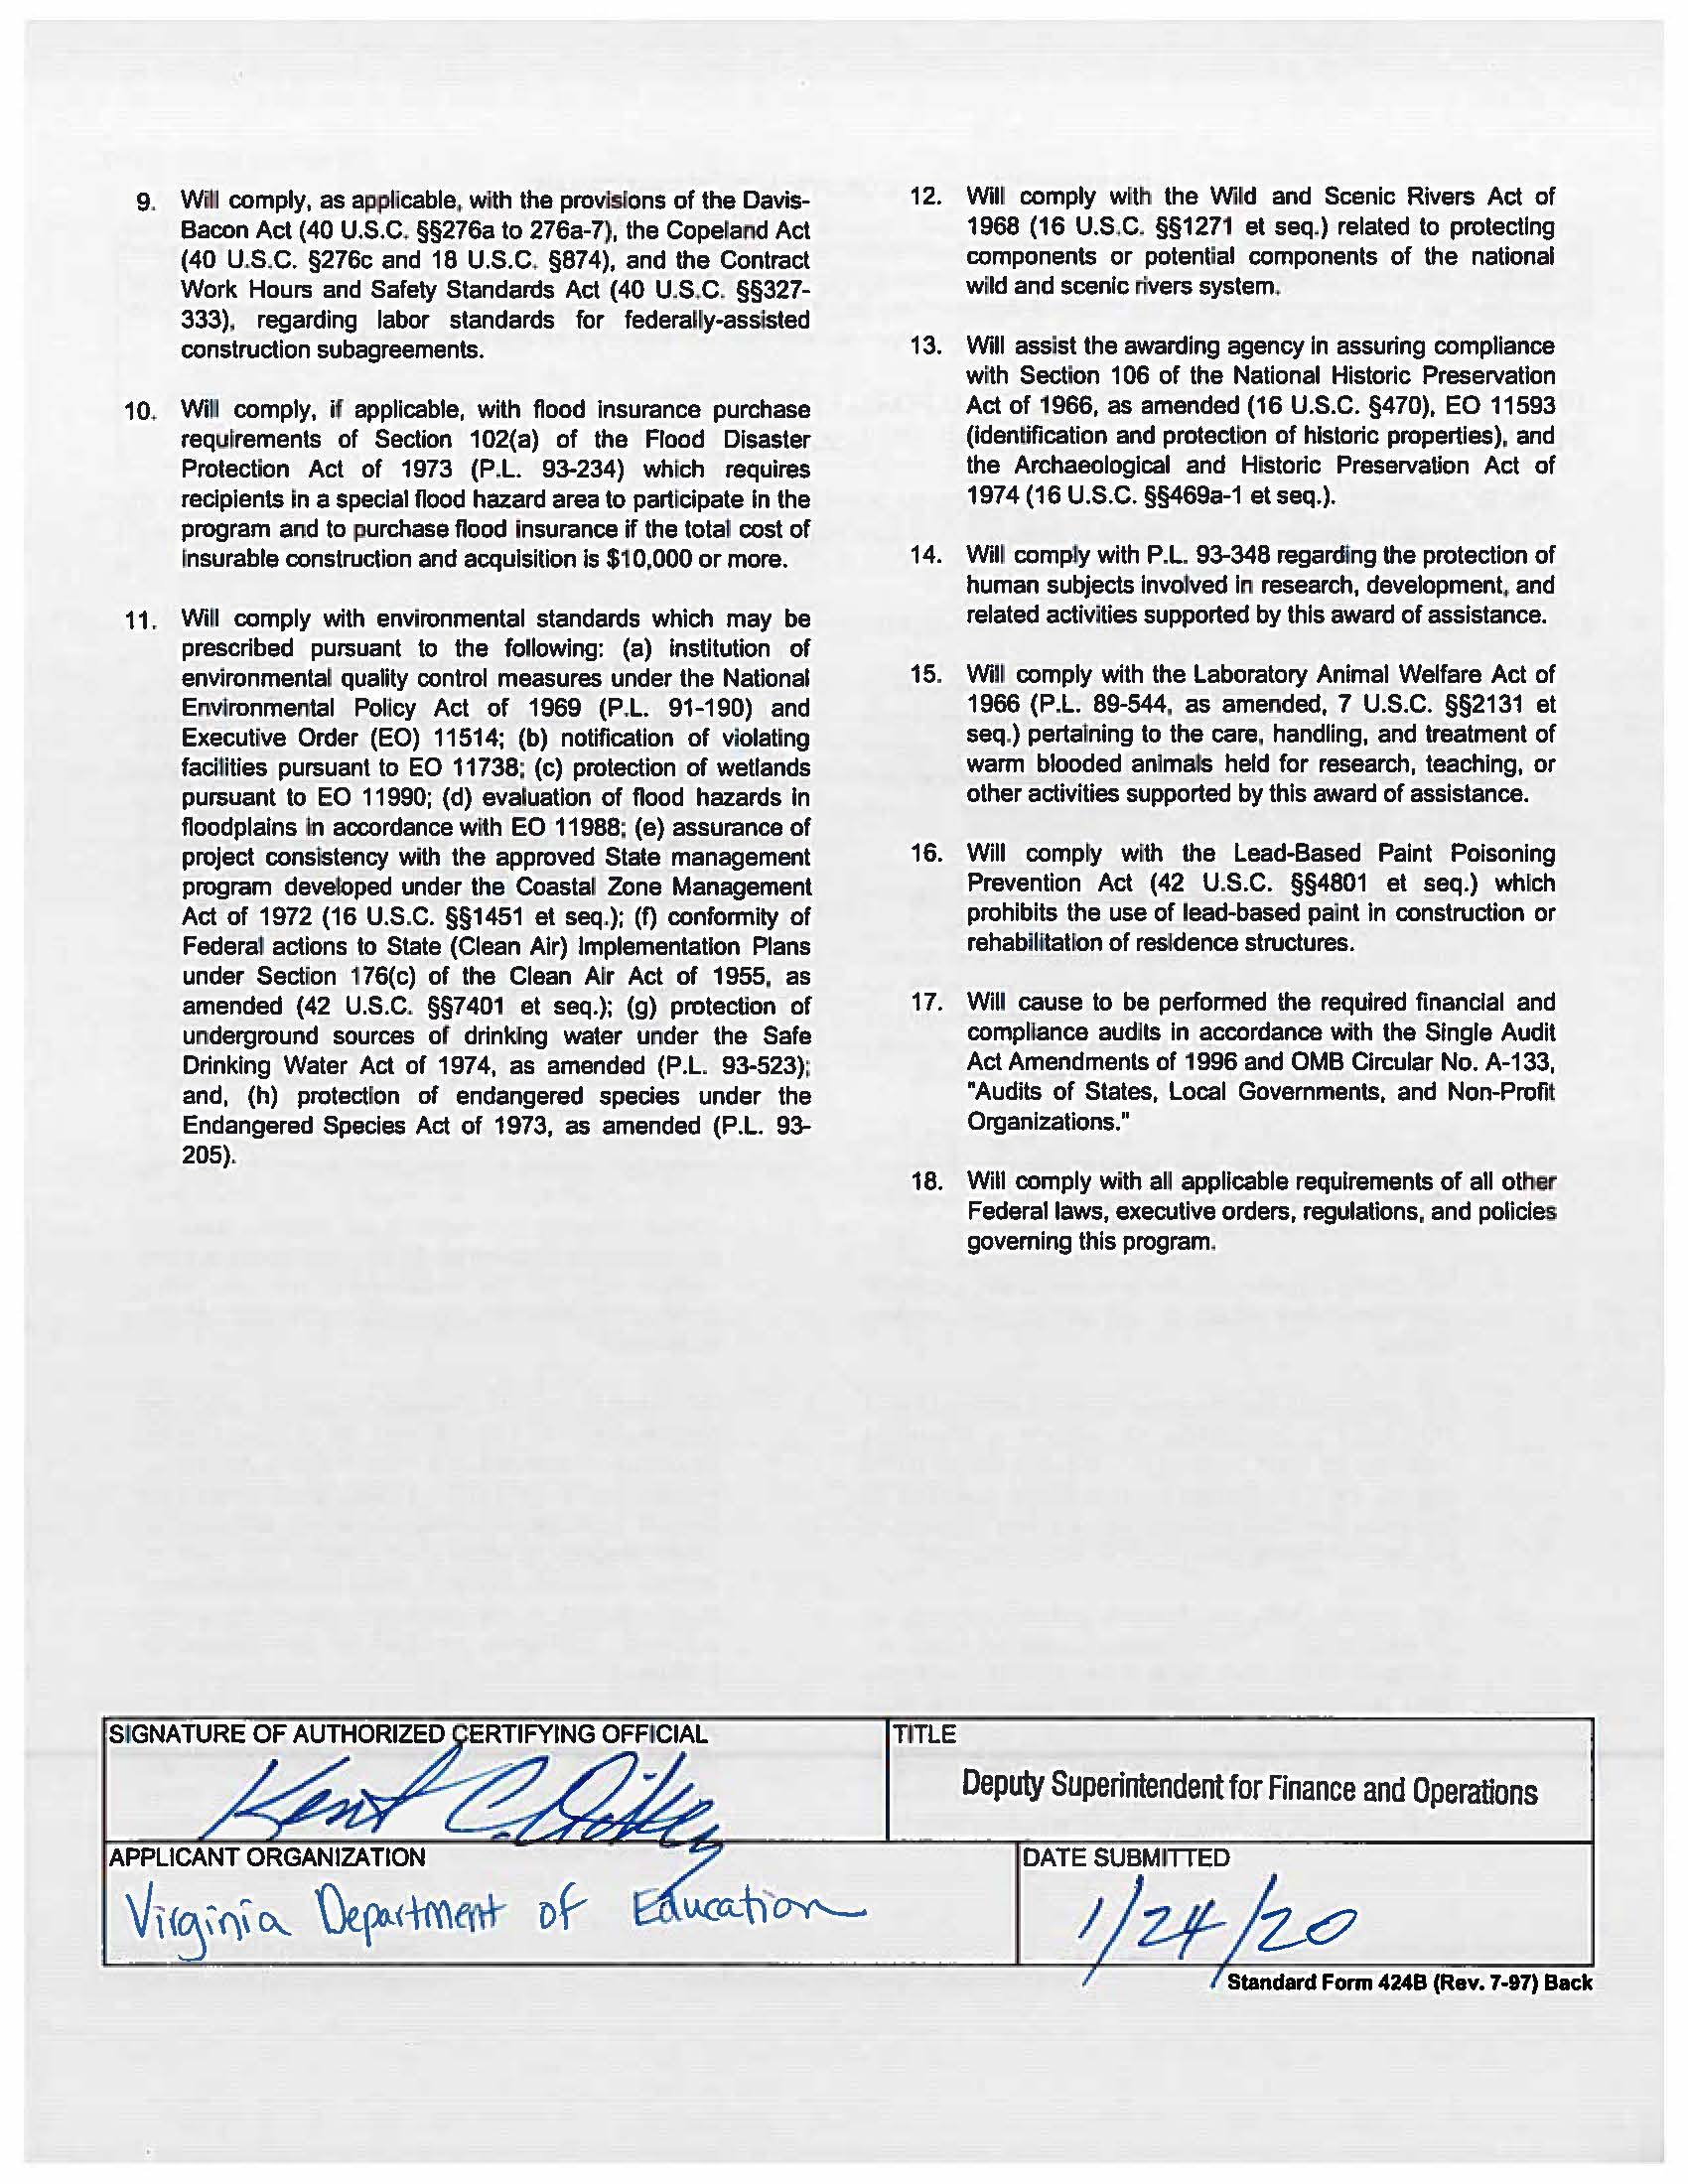 9. Will comply, as applicable, with the provisions of the Davis-
Bacon Act (40 U.S.C. §§276a to 276a-7), the Copeland Act
(40 U.S.C. §276c and 18 U.S.C. §874), and the Contract
Work Hours and Safety Standards Act (40 U.S.C. §§327-
333), regarding labor standards for federally-assisted
construction subagreements.
10. Will comply, if applicable, with flood insurance purchase
requirements of Section 102(a) of the Flood Disaster
Protection Act of 1973 (P.L. 93-234) which requires
recipients in a special flood hazard area to participate in the
program and to purchase flood insurance if the total cost of
insurable construction and acquisition is $10,000 or more.
11. Will comply with environmental standards which may be
prescribed pursuant to the following: (a) institution of
environmental quality control measures under the National
Environmental Policy Act of 1969 (P.L. 91-190) and
Executive Order (EO) 11514; (b) notification of violating
facilities pursuant to EO 11738; (c) protection of wetlands
pursuant to EO 11990; (d) evaluation of flood hazards in
floodplains in accordance with EO 11988; (e) assurance of
project consistency with the approved State management
program developed under the Coastal Zone Management
Act of 1972 (16 U.S.C. §§1451 et seq.); (f) conformity of
Federal actions to State (Clean Air) Implementation Plans
under Section 176(c) of the Clean Air Act of 1955, as
amended (42 U.S.C. §§7401 et seq.); (g) protection of
underground sources of drinking water under the Safe
Drinking Water Act of 1974, as amended (P.L. 93-523);
and, (h) protection of endangered species under the
Endangered Species Act of 1973, as amended (P.L. 93-
205).
12. Will comply with the Wild and Scenic Rivers Act of
1968 (16 U.S.C. §§1271 et seq.) related to protecting
components or potential components of the national
wild and scenic rivers system.
13. Will assist the awarding agency in assuring compliance
with Section 106 of the National Historic Preservation
Act of 1966, as amended (16 U.S.C. §470), EO 11593
(identification and protection of historic properties), and
the Archaeological and Historic Preservation Act of
1974 (16 U.S.C. §§469a-1 et seq.).
14. Will comply with P.L. 93-348 regarding the protection of
human subjects involved in research, development, and
related activities supported by this award of assistance.
15. Will comply with the Laboratory Animal Welfare Act of
1966 (P.L. 89-544, as amended, 7 U.S.C. §§2131 et
seq.) pertaining to the care, handling, and treatment of
warm blooded animals held for research, teaching, or
other activities supported by this award of assistance.
16. Will comply with the Lead-Based Paint Poisoning
Prevention Act (42 U.S.C. §§4801 et seq.) which
prohibits the use of lead-based paint in construction or
rehabilitation of residence structures.
17. Will cause to be performed the required financial and
compliance audits in accordance with the Single Audit
Act Amendments of 1996 and OMB Circular No. A-133,
"Audits of States, Local Governments, and Non-Profit
Organizations."
18. Will comply with all applicable requirements of all other
Federal laws, executive orders, regulations, and policies
governing this program.
SIGNATURE OF AUTHORIZED CERTIFYING OFFICIAL
Kent C.
TITLE
Deputy Superintendent for Finance and Operations
APPLICANT ORGANIZATION
Virginia Department of Education
DATE SUBMITTED
1/24/20
Standard Form 424B (Rev. 7-97) Back